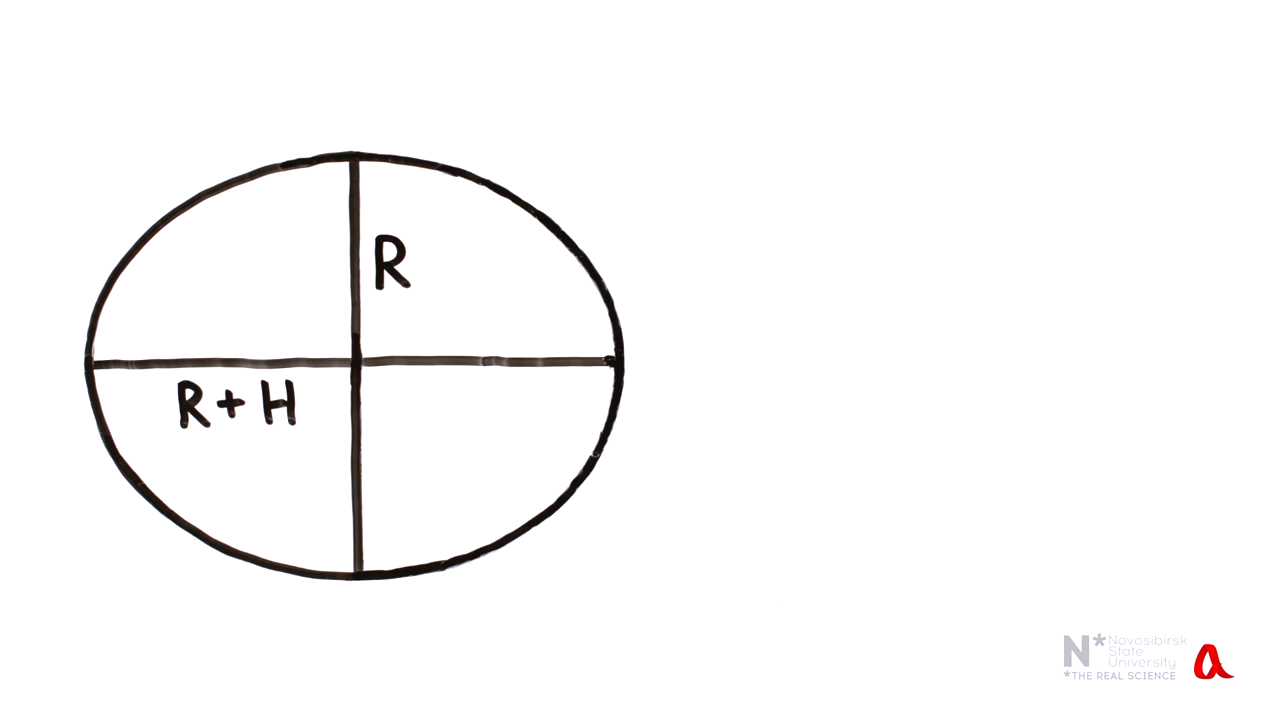 R
R + H
N* Novosibirsk
State
University
*THE REAL SCIENCE
a